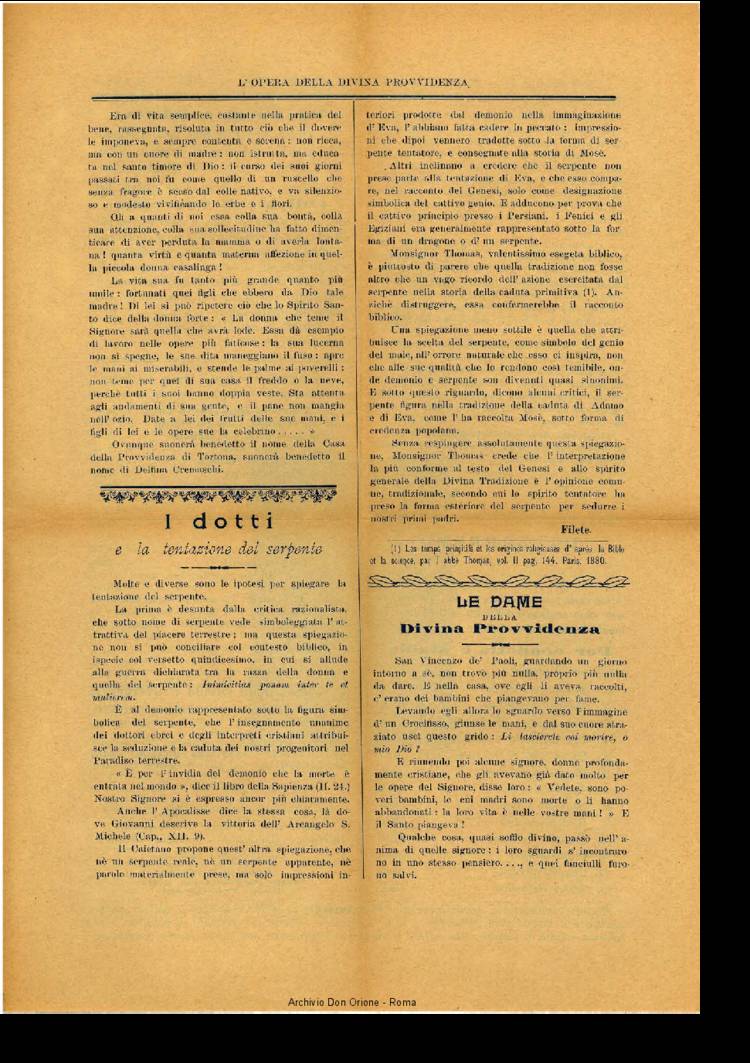 L' OPERA DELLA DIVINA PROVVIDENZA
Era di vita semplice, costante nella pratica del
bene, rassegnata, risoluta in tutto ciò che il dovere
le imponeva, e sempre contenta e serena : non ricca,
ma con un cuore di madre : non istruita, ma educa-
ta nel santo timore di Dio : il corso dei suoi giorni
passati tra noi fu come quello di un ruscello che
senza fragore è sceso dal colle nativo, e va silenzio-
so e modesto vivificando le erbe e i fiori.
Oh a quanti di noi essa colla sua bontà, colla
sua attenzione, colla sua sollecitudine ha fatto dimen-
ticare di aver perduta la mamma o di averla lonta-
na ! quanta virtù e quanta materna affezione in quel-
la piccola donna casalinga !
La vita sua fu tanto più grande quanto più
umile : fortunati quei figli che ebbero da Dio tale
madre ! Di lei si può ripetere ciò che lo Spirito San-
to dice della donna forte : « La donna che teme il
Signore sarà quella che avrà lode. Essa dà esempio
di lavoro nelle opere più faticose : la sua lucerna
non si spegne, le sue dita maneggiano il fuso : apre
le mani ai miserabili, e stende le palme ai poverelli :
non teme per quei di sua casa il freddo o la neve,
perchè tutti i suoi hanno doppia veste. Sta attenta
agli andamenti di sua gente, e il pane non mangia
nell'ozio. Date a lei dei frutti delle sue mani, e i
figli di lei e le opere sue la celebrino . . . . . »
Ovunque suonerà benedetto il nome della Casa
della Provvidenza di Tortona, suonerà benedetto il
nome di Delfina Cremaschi.
I dotti
e la tentazione del serpente
Molte e diverse sono le ipotesi per spiegare la
tentazione del serpente.
La prima è desunta dalla critica razionalista,
che sotto nome di serpente vede simboleggiata l' at-
trattiva del piacere terrestre ; ma questa spiegazio-
ne non si può conciliare col contesto biblico, in
ispecie col versetto quindicesimo, in cui si allude
alla guerra dichiarata tra la razza della donna e
quella del serpente : Inimicitias ponam inter te et
mulierem.
È al demonio rappresentato sotto la figura sim-
bolica del serpente, che l' insegnamento unanime
dei dottori ebrei e degli interpreti cristiani attribui-
sce la seduzione e la caduta dei nostri progenitori nel
Paradiso terrestre.
« È per l'invidia del demonio che la morte è
entrata nel mondo », dice il libro della Sapienza (II. 24.)
Nostro Signore si è espresso ancor più chiaramente.
Anche l' Apocalisse dice la stessa cosa, là do-
ve Giovanni descrive la vittoria dell' Arcangelo S.
Michele (Cap., XII. 9).
Il Caietano propone quest' altra spiegazione, che
nè un serpente reale, nè un serpente apparente, nè
parole materialmente prese, ma solo impressioni in-
teriori prodotte dal demonio nella immaginazione
d' Eva, l' abbiano fatta cadere in peccato : impressio-
ni che dipoi vennero tradotte sotto la forma di ser-
pente tentatore, e consegnate alla storia di Mosè.
Altri inclinano a credere che il serpente non
prese parte alla tentazione di Eva, e che esso compa-
re, nel racconto del Genesi, solo come designazione
simbolica del cattivo genio. E adducono per prova che
il cattivo principio presso i Persiani, i Fenici e gli
Egiziani era generalmente rappresentato sotto la for-
ma di un dragone o d' un serpente.
Monsignor Thomas, valentissimo esegeta biblico,
è piuttosto di parere che quella tradizione non fosse
altro che un vago ricordo dell' azione esercitata dal
serpente nella storia della caduta primitiva (1). An-
zichè distruggere, essa confermerebbe il racconto
biblico.
Una spiegazione meno sottile è quella che attri-
buisce la scelta del serpente, come simbolo del genio
del male, all' orrore naturale che esso ci inspira, non
che alle sue qualità che lo rendono così temibile, on-
de demonio e serpente son divenuti quasi sinonimi.
E sotto questo riguardo, dicono alcuni critici, il ser-
pente figura nella tradizione della caduta di Adamo
e di Eva, come l' ha raccolta Mosè, sotto forma di
credenza popolare.
Senza respingere assolutamente questa spiegazio-
ne, Monsignor Thomas crede che l' interpretazione
la più conforme al testo del Genesi e allo spirito
generale della Divina Tradizione è l' opinione comu-
ne, tradizionale, secondo cui lo spirito tentatore ha
preso la forma esteriore del serpente per sedurre i
nostri primi padri.
Filete.
(1) Les temps primitifs et les origines religieuses d' après la Bible
et la science, par l' abbé Thomas, vol. II pag. 144. Paris. 1880.
LE DAME
DELLA
Divina Provvidenza
San Vincenzo de' Paoli, guardando un giorno
intorno a sè, non trovò più nulla, proprio più nulla
da dare. E nella casa, ove egli li aveva raccolti,
c' erano dei bambini che piangevano per fame.
Levando egli allora lo sguardo verso l'immagine
d' un Crocifisso, giunse le mani, e dal suo cuore stra-
ziato uscì questo grido : Li lascierete voi morire, o
mio Dio ?
E riunendo poi alcune signore, donne profonda-
mente cristiane, che gli avevano già dato molto per
le opere del Signore, disse loro : « Vedete, sono po-
veri bambini, le cui madri sono morte o li hanno
abbandonati : la loro vita è nelle vostre mani ! » E
il Santo piangeva !
Qualche cosa, quasi soffio divino, passò nell' a-
nima di quelle signore : i loro sguardi s' incontraro-
no in uno stesso pensiero. . . ., e quei fanciulli furo-
no salvi.
Archivio Don Orione - Roma